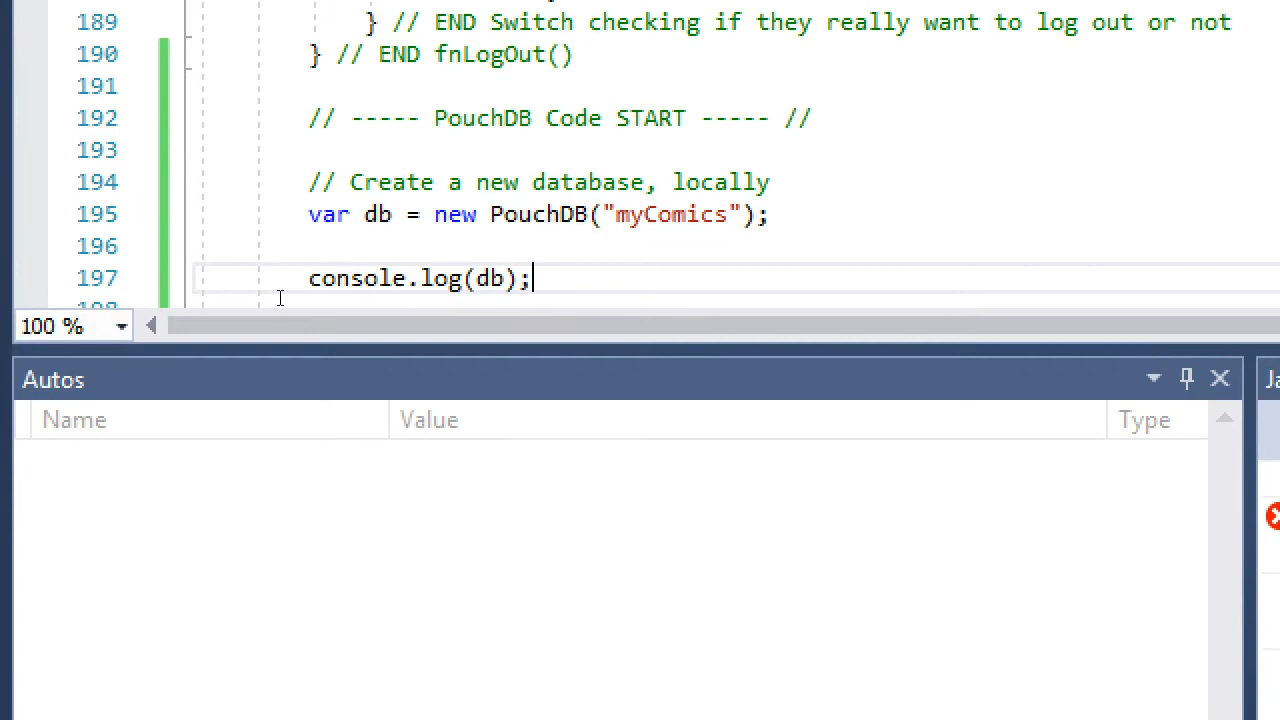 189 } // END Switch checking if they really want to log out or not
190 } // END fnLogOut()
191
192 // ----- PouchDB Code START ----- //
193
194 // Create a new database, locally
195 var db = new PouchDB("myComics");
196
197 console.log(db);
100 %
Autos
Name Value Type